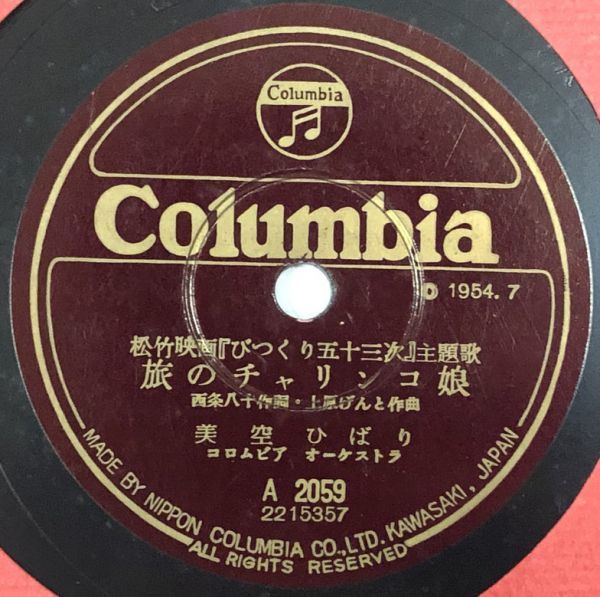 Columbia
Columbia
1954.7
松竹映画『びつくり五十三次』主題歌
旅のチャリンコ娘
西条八十作詞・上原げんと作曲
美空ひばり
コロムビア オーケストラ
A 2059
2215357
MADE BY NIPPON COLUMBIA CO.,LTD. KAWASAKI, JAPAN
ALL RIGHTS RESERVED